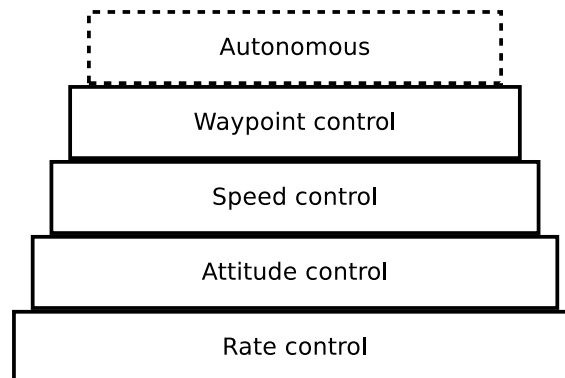 Autonomous
Waypoint control
Speed control
Attitude control
Rate control